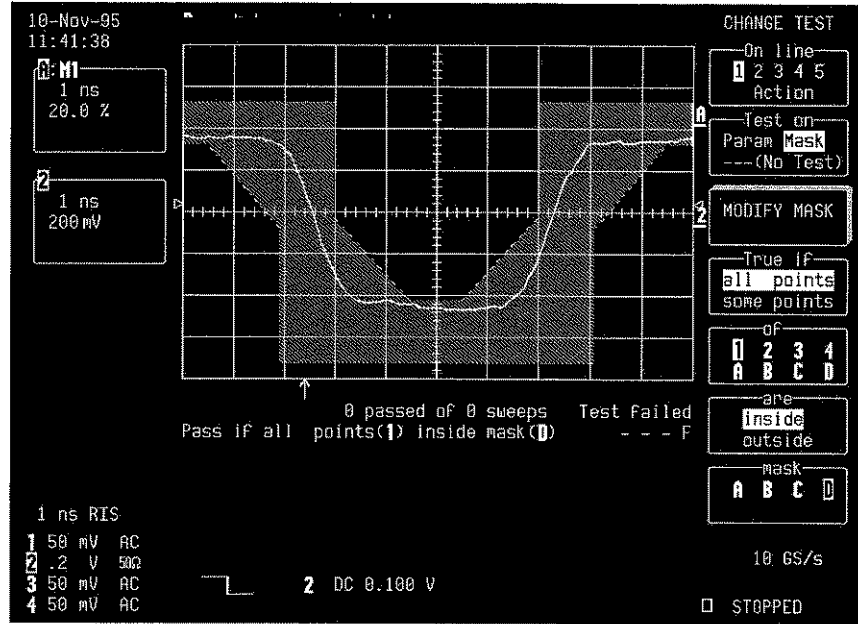 10-Nov-95
11:41:38
A: M1
1 ns
20.0 %
2
1 ns
200 mV
A
2
CHANGE TEST
On line
1 2 3 4 5
Action
Test on
Param Mask
---(No Test)
MODIFY MASK
True if
all points
some points
of
1 2 3 4
A B C D
are
inside
outside
mask
A B C D
0 passed of 0 sweeps Test Failed
Pass if all points(1) inside mask(D) - - - F
1 ns RIS
1 50 mV AC
2 .2 V 50Ω
3 50 mV AC
4 50 mV AC
2 DC 0.100 V
10 GS/s
□ STOPPED